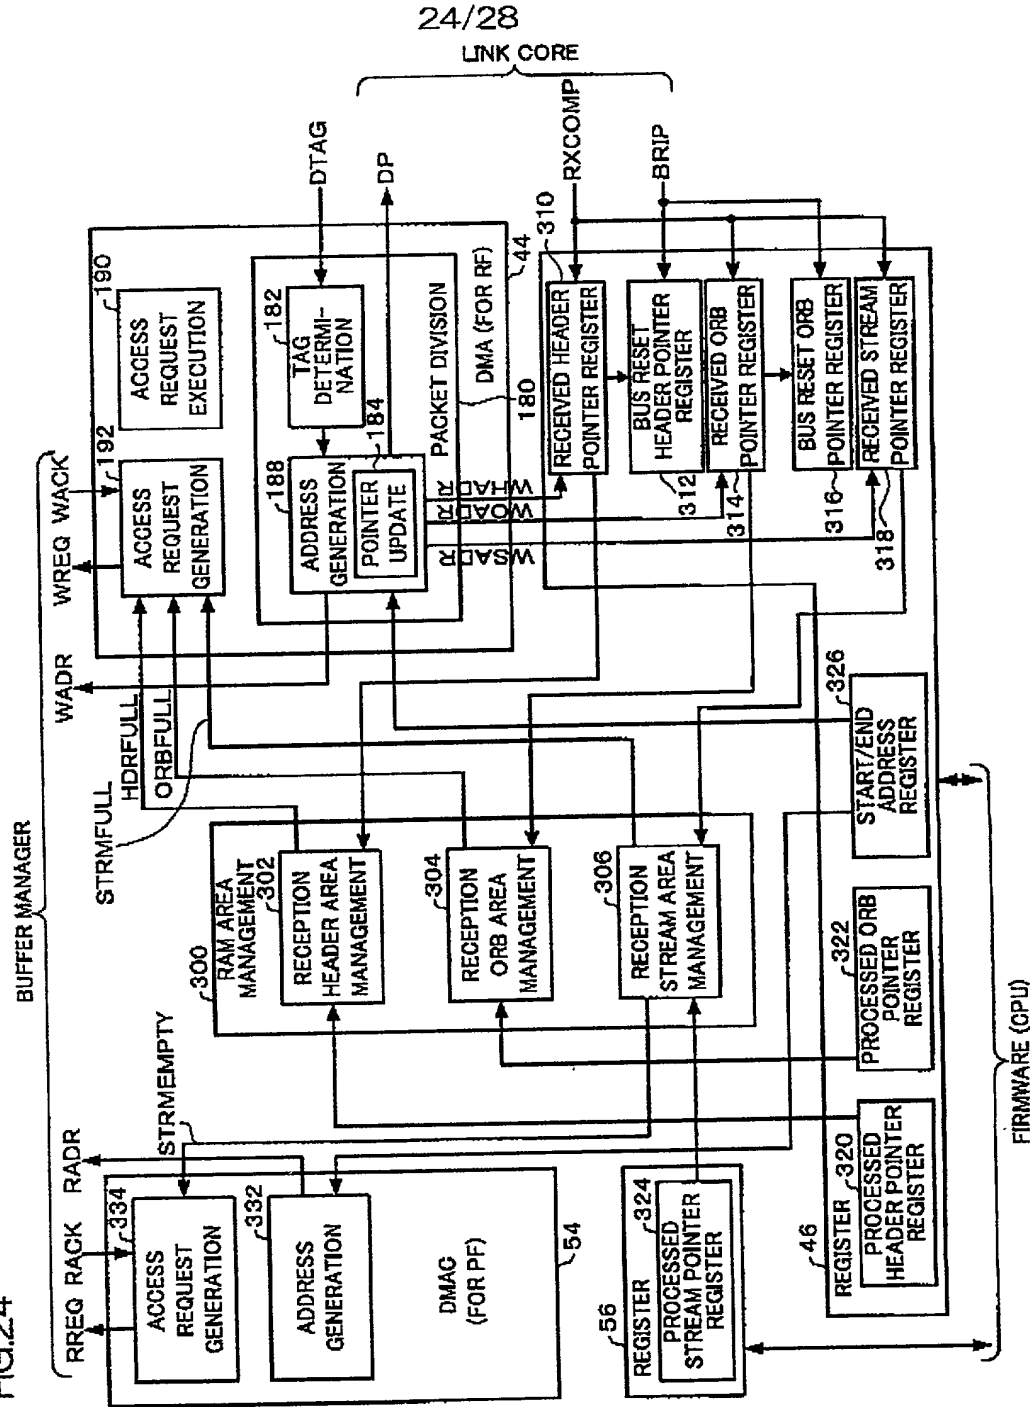 24/28
FIG.24
BUFFER MANAGER
RREQ
RACK
RADR
STRMEMPTY
STRMFULL
HDRFULL
ORBFULL
WADR
WREQ
WACK
LINK CORE
DTAG
DP
RXCOMP
BRIP
334
ACCESS
REQUEST
GENERATION
332
ADDRESS
GENERATION
DMAG
(FOR PF)
54
300
RAM AREA
MANAGEMENT
302
RECEPTION
HEADER AREA
MANAGEMENT
304
RECEPTION
ORB AREA
MANAGEMENT
306
RECEPTION
STREAM AREA
MANAGEMENT
192
ACCESS
REQUEST
GENERATION
190
ACCESS
REQUEST
EXECUTION
188
ADDRESS
GENERATION
184
POINTER
UPDATE
182
TAG
DETERMI-
NATION
PACKET DIVISION
180
DMA (FOR RF)
44
WSADR
WOADR
WHADR
310
RECEIVED HEADER
POINTER REGISTER
BUS RESET
HEADER POINTER
REGISTER
312
RECEIVED ORB
POINTER REGISTER
314
BUS RESET ORB
POINTER REGISTER
316
RECEIVED STREAM
POINTER REGISTER
318
56
REGISTER
324
PROCESSED
STREAM POINTER
REGISTER
46
REGISTER
320
PROCESSED
HEADER POINTER
REGISTER
322
PROCESSED ORB
POINTER
REGISTER
326
START/END
ADDRESS
REGISTER
FIRMWARE (CPU)